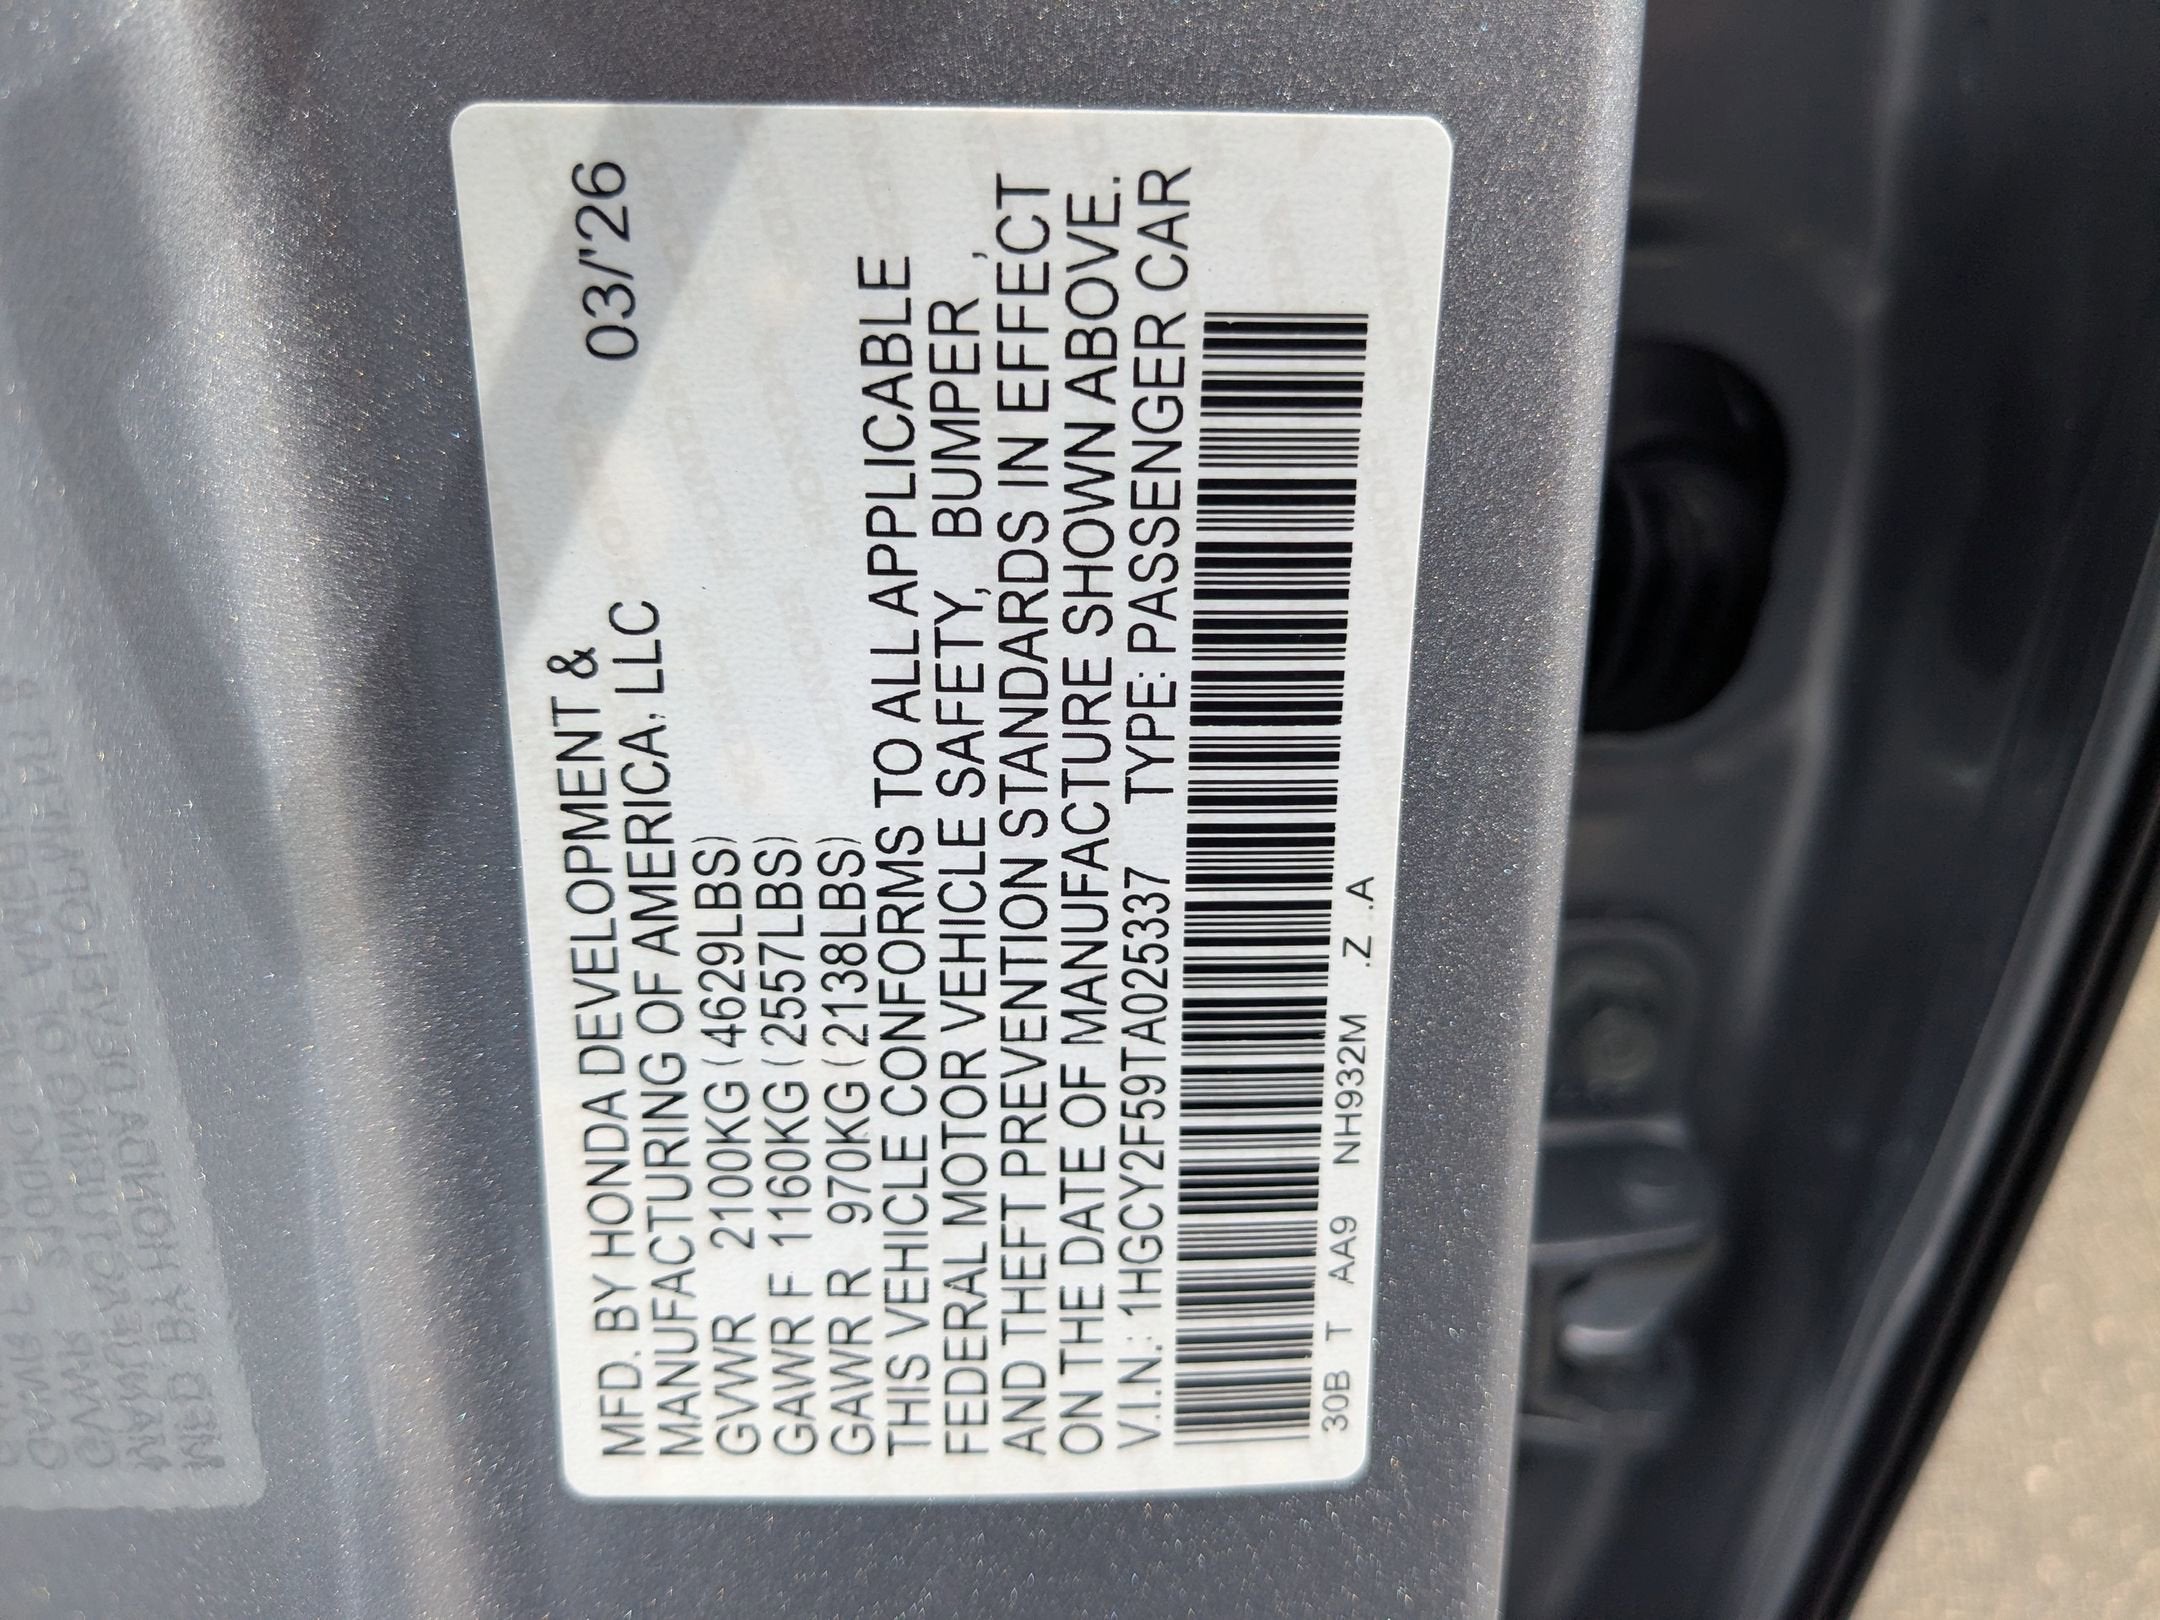 MFD. BY HONDA DEVELOPMENT &
MANUFACTURING OF AMERICA, LLC 03/'26
GVWR 2100KG (4629LBS)
GAWR F 1160KG (2557LBS)
GAWR R 970KG (2138LBS)
THIS VEHICLE CONFORMS TO ALL APPLICABLE
FEDERAL MOTOR VEHICLE SAFETY, BUMPER ,
AND THEFT PREVENTION STANDARDS IN EFFECT
ON THE DATE OF MANUFACTURE SHOWN ABOVE.
V.I.N.: 1HGCY2F59TA025337 TYPE: PASSENGER CAR
30B T AA9 NH932M .Z .A